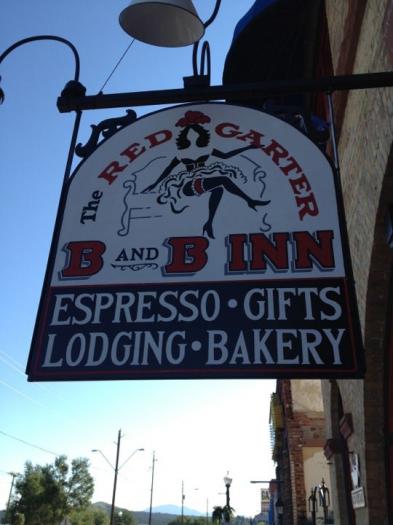 The RED GARTER
B AND B INN
ESPRESSO · GIFTS
LODGING · BAKERY